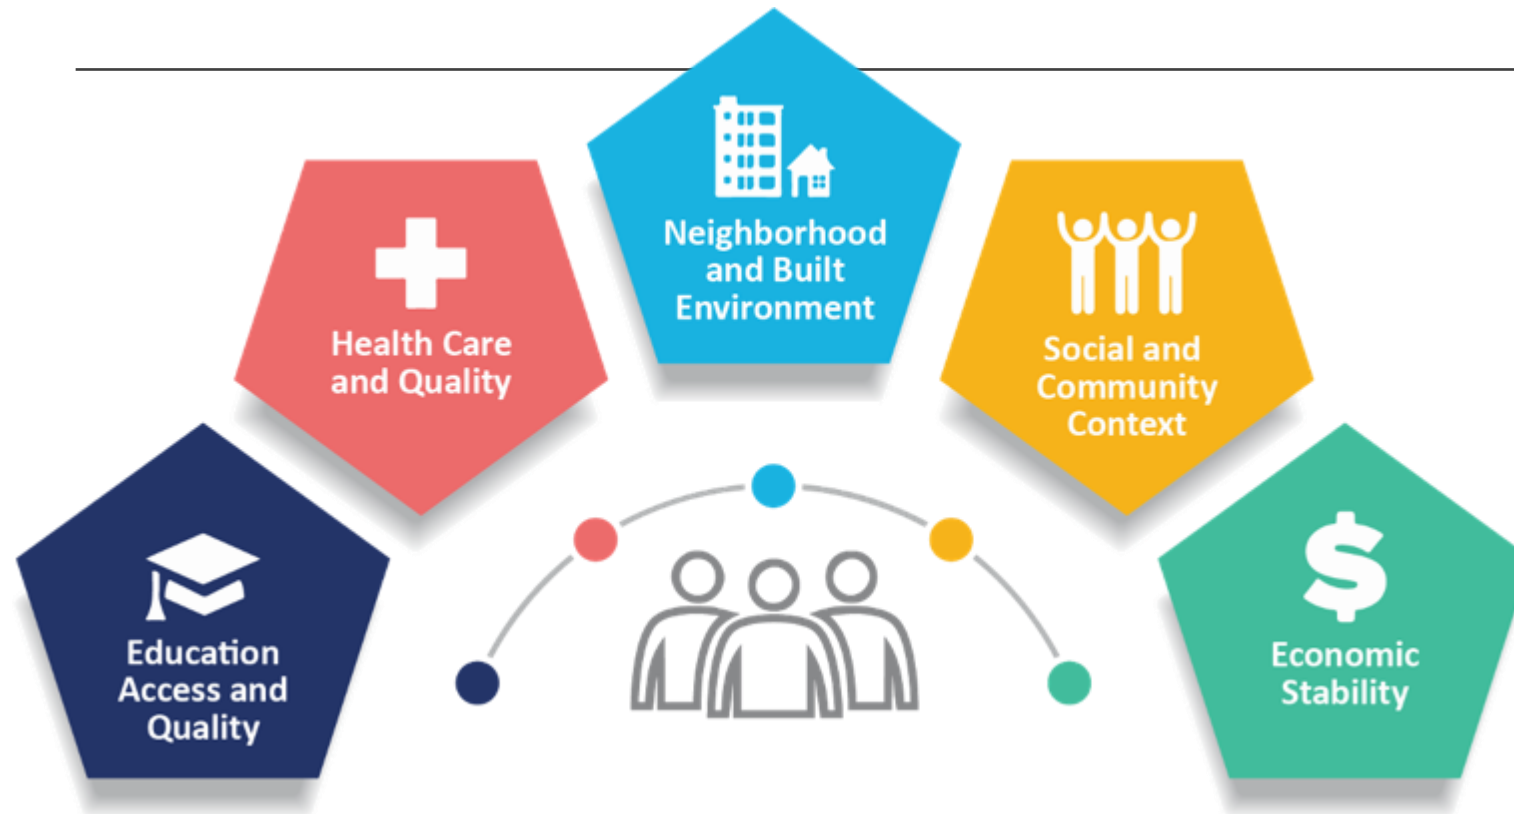 Neighborhood
and Built
Environment
Health Care
and Quality
Social and
Community
Context
Education
Access and
Quality
$
Economic
Stability